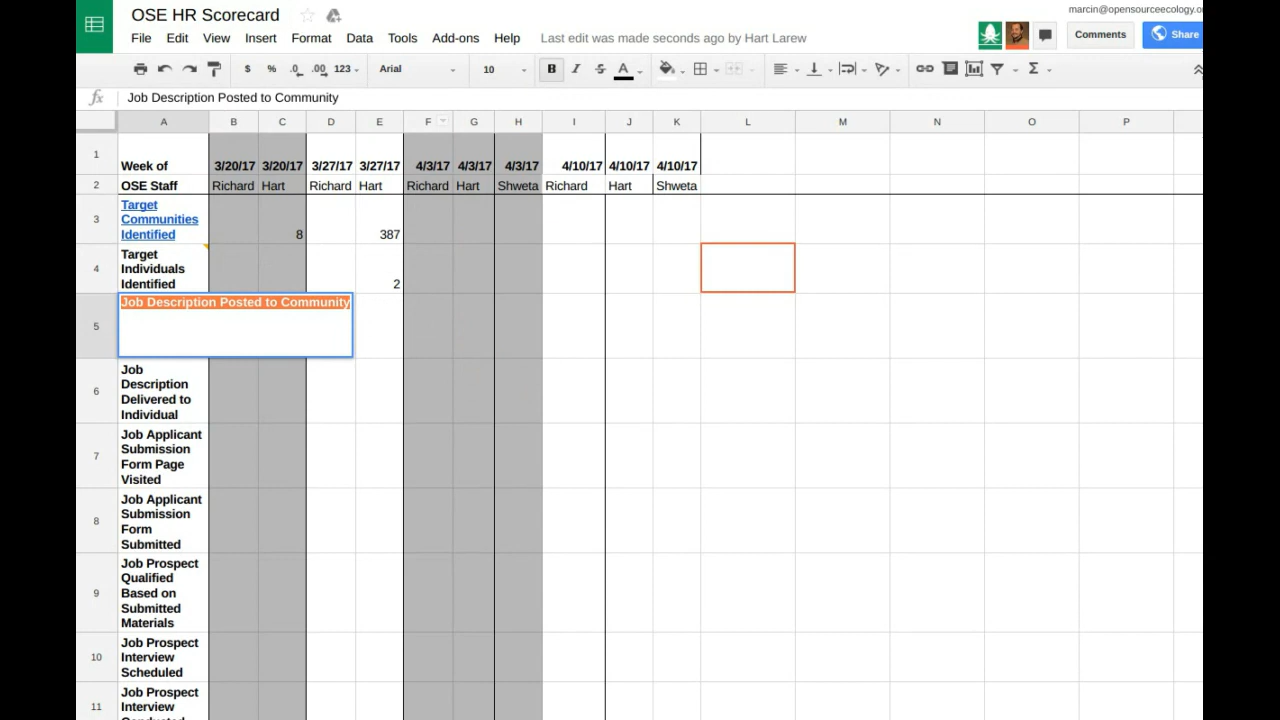 OSE HR Scorecard
marcin@opensourceecology.o
File Edit View Insert Format Data Tools Add-ons Help Last edit was made seconds ago by Hart Larew
Comments
Share
$ % .0 .00 123 Arial 10 B I S A Σ
fx Job Description Posted to Community
A B C D E F G H I J K L M N O P
1 Week of 3/20/17 3/20/17 3/27/17 3/27/17 4/3/17 4/3/17 4/3/17 4/10/17 4/10/17 4/10/17
2 OSE Staff Richard Hart Richard Hart Richard Hart Shweta Richard Hart Shweta
Target
3 Communities
Identified 8 387
Target
4 Individuals
Identified 2
Job Description Posted to Community
5
Job
Description
6 Delivered to
Individual
Job Applicant
Submission
7 Form Page
Visited
Job Applicant
Submission
8 Form
Submitted
Job Prospect
Qualified
9 Based on
Submitted
Materials
Job Prospect
10 Interview
Scheduled
Job Prospect
11 Interview